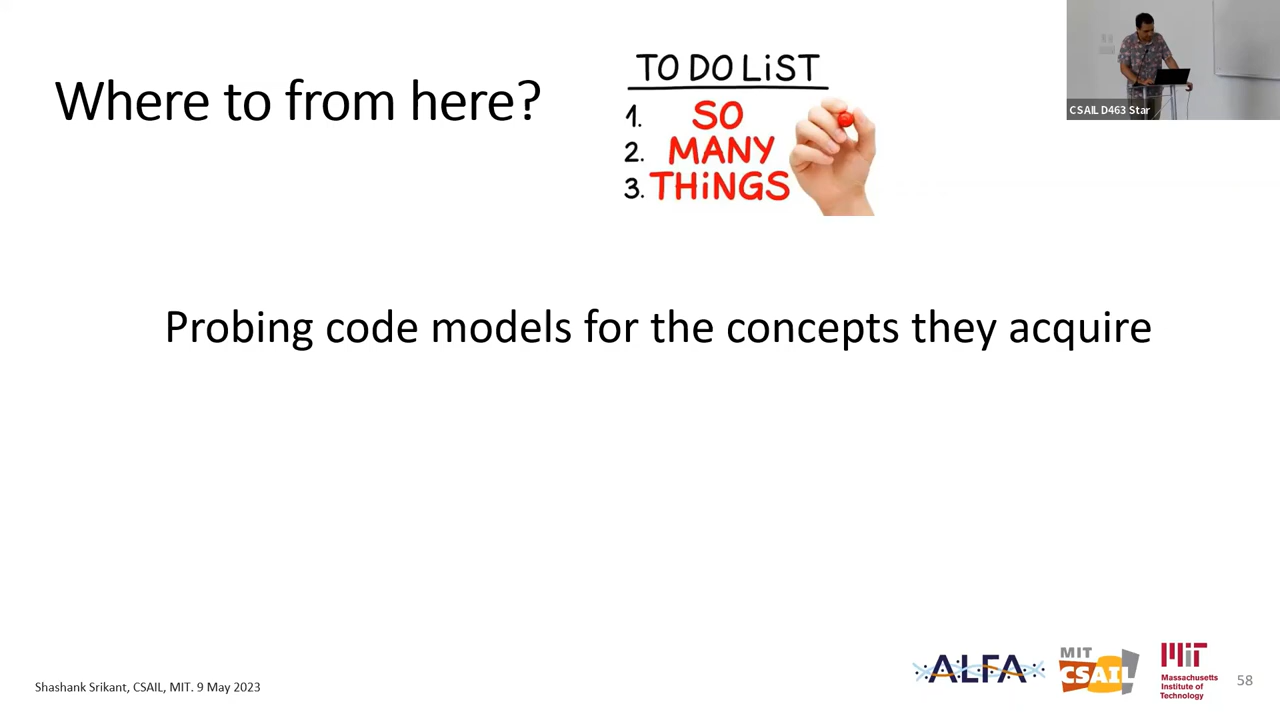 Where to from here?
TO DO LiST
1. SO
2. MANY
3. THiNGS
CSAIL D463 Star
Probing code models for the concepts they acquire
Shashank Srikant, CSAIL, MIT. 9 May 2023
ALFA
MIT
CSAIL
Massachusetts
Institute of
Technology
58